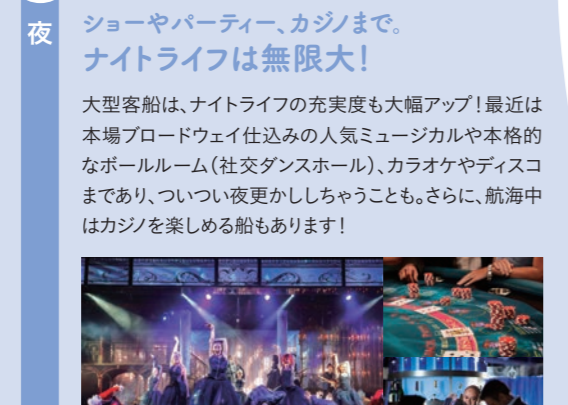 夜
ショーやパーティー、カジノまで。
ナイトライフは無限大！
大型客船は、ナイトライフの充実度も大幅アップ！最近は
本場ブロードウェイ仕込みの人気ミュージカルや本格的
なボールルーム（社交ダンスホール）、カラオケやディスコ
まであり、ついつい夜更かししちゃうことも。さらに、航海中
はカジノを楽しめる船もあります！